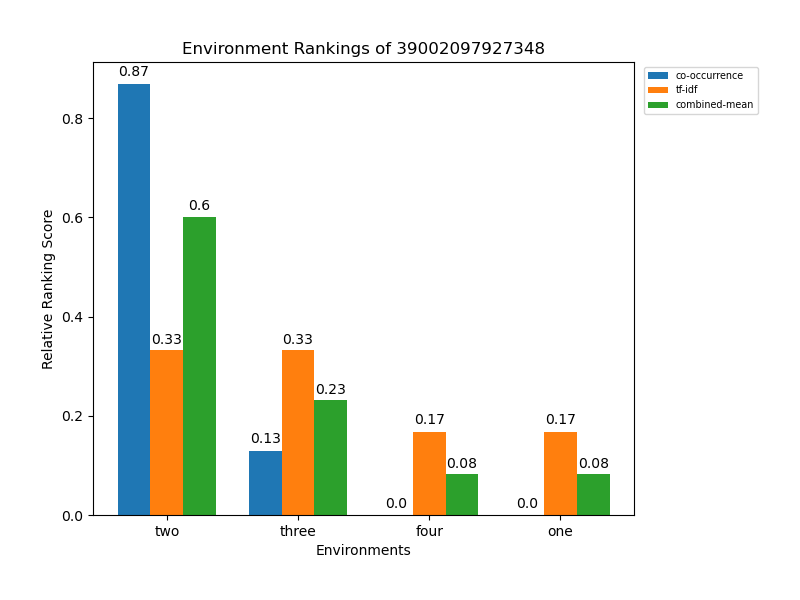 Environment Rankings of 39002097927348
co-occurrence
tf-idf
combined-mean
Relative Ranking Score
0.8
0.6
0.4
0.2
0.0
0.87
0.33
0.6
0.13
0.33
0.23
0.0
0.17
0.08
0.0
0.17
0.08
two three four one
Environments